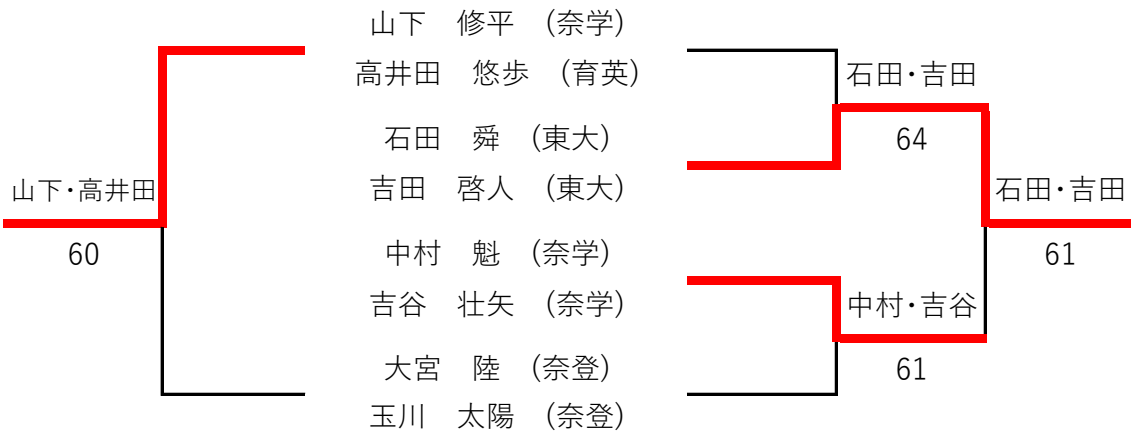 山下　修平　(奈学)
高井田　悠歩　(育英)
石田・吉田
石田　舜　(東大)
64
山下・高井田
吉田　啓人　(東大)
石田・吉田
60
中村　魁　(奈学)
61
吉谷　壮矢　(奈学)
中村・吉谷
大宮　陸　(奈登)
61
玉川　太陽　(奈登)